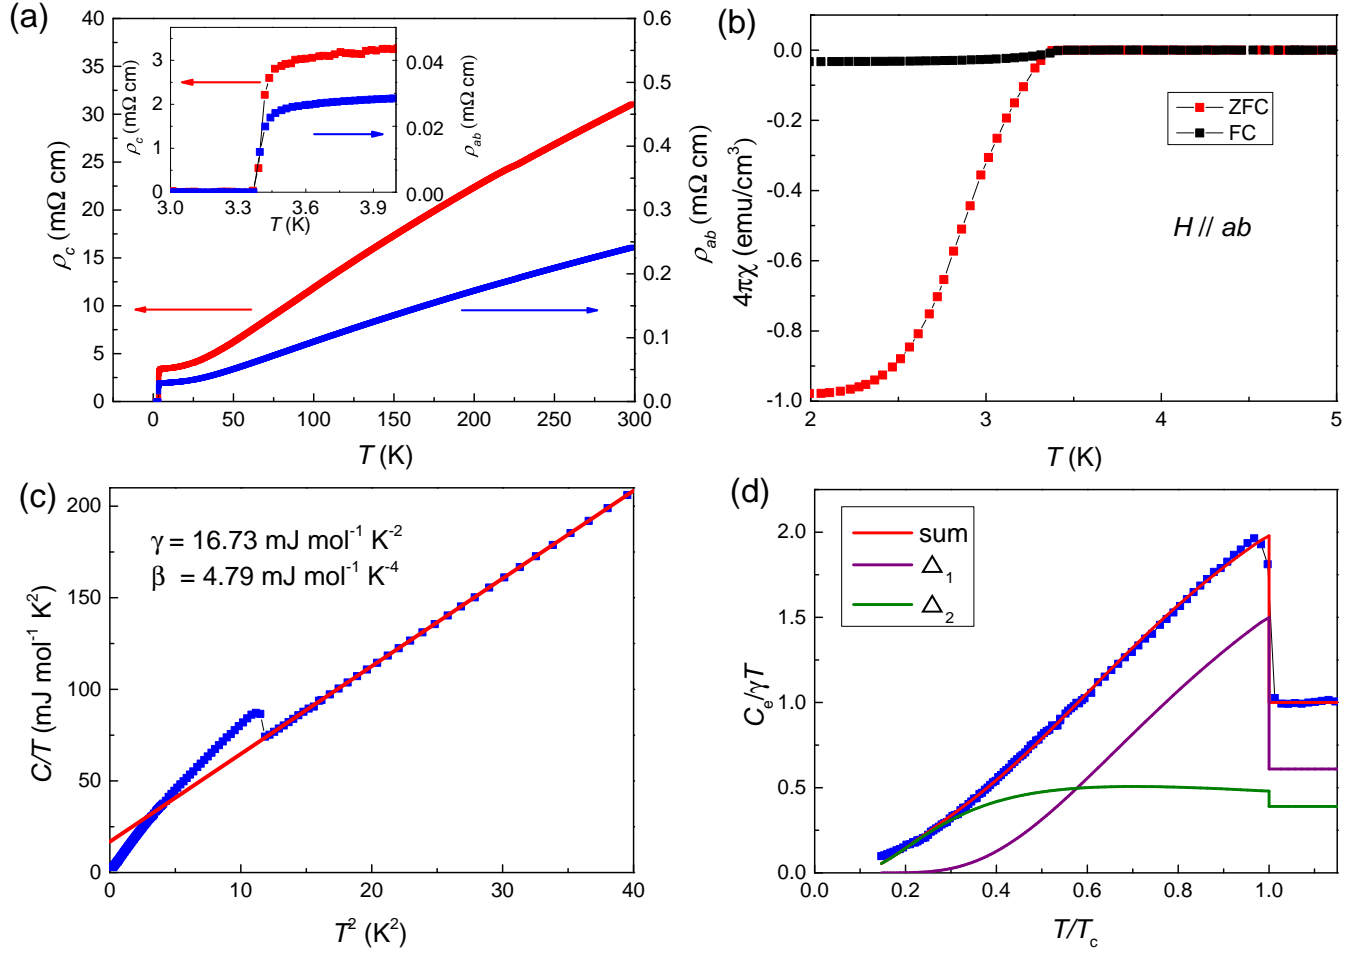 (a)
40
35
30
25
20
15
10
5
0
ρc (mΩ cm)
0.6
0.5
0.4
0.3
0.2
0.1
0.0
ρab (mΩ cm)
0 50 100 150 200 250 300
T (K)
3
2
1
0
ρc (mΩ cm)
0.04
0.02
0.00
ρab (mΩ cm)
3.0 3.3 3.6 3.9
T (K)
(b)
0.0
-0.2
-0.4
-0.6
-0.8
-1.0
4πχ (emu/cm³)
ZFC
FC
H // ab
2 3 4 5
T (K)
(c)
200
150
100
50
0
C/T (mJ mol⁻¹ K²)
γ = 16.73 mJ mol⁻¹ K⁻²
β = 4.79 mJ mol⁻¹ K⁻⁴
0 10 20 30 40
T² (K²)
(d)
2.0
1.5
1.0
0.5
0.0
Ce/γT
sum
Δ1
Δ2
0.0 0.2 0.4 0.6 0.8 1.0
T/Tc